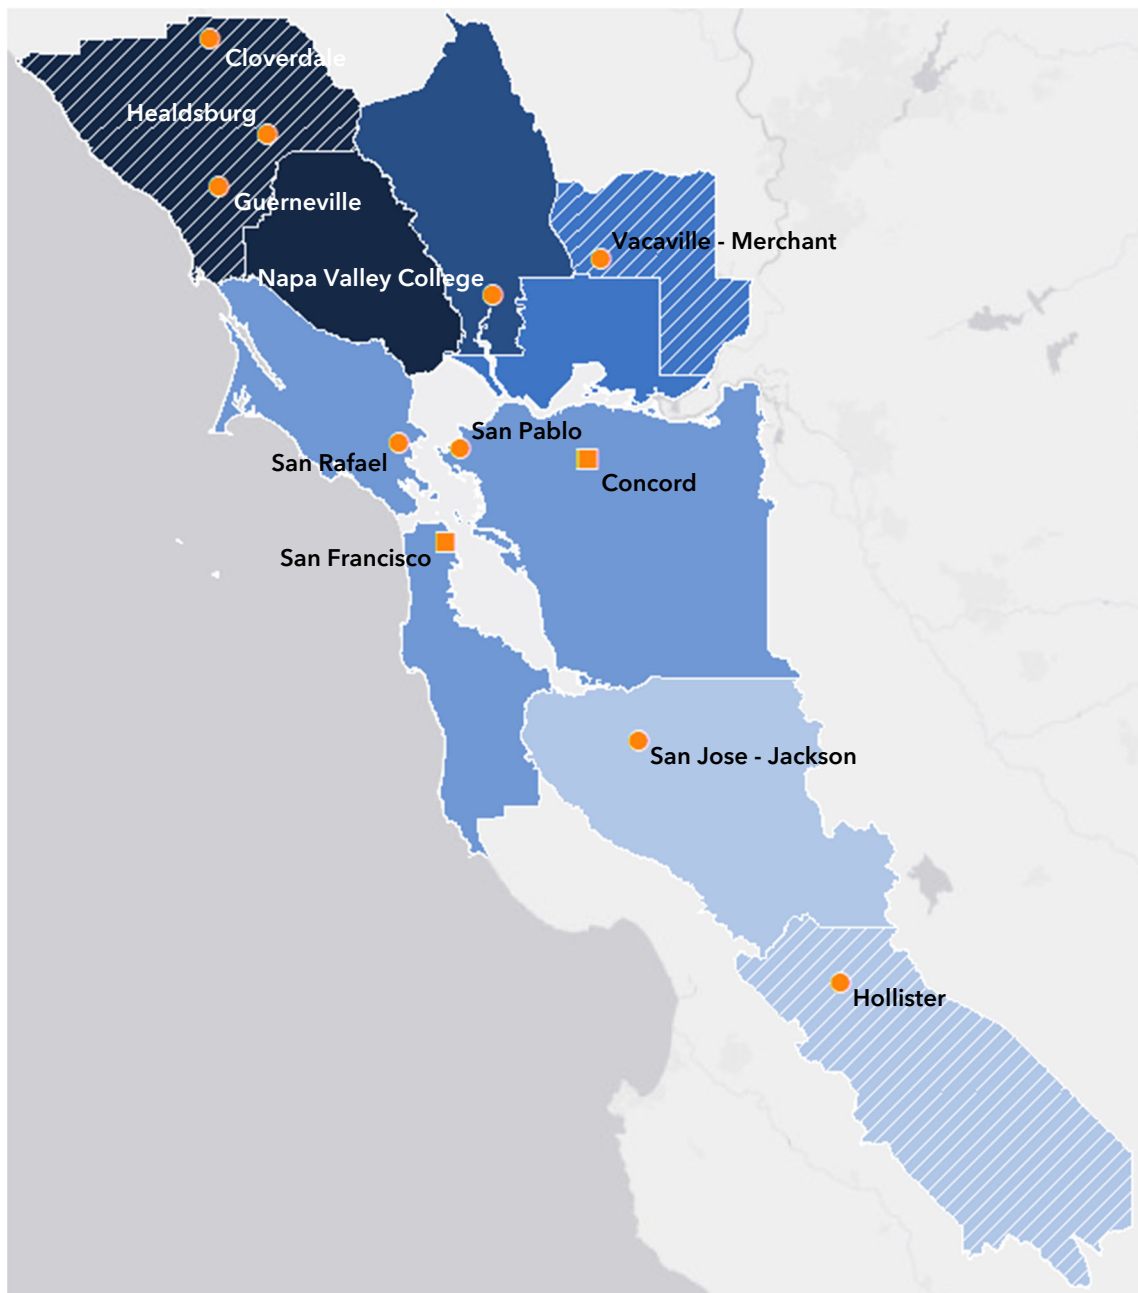 Cloverdale
Healdsburg
Guerneville
Vacaville - Merchant
Napa Valley College
San Pablo
San Rafael
Concord
San Francisco
San Jose - Jackson
Hollister